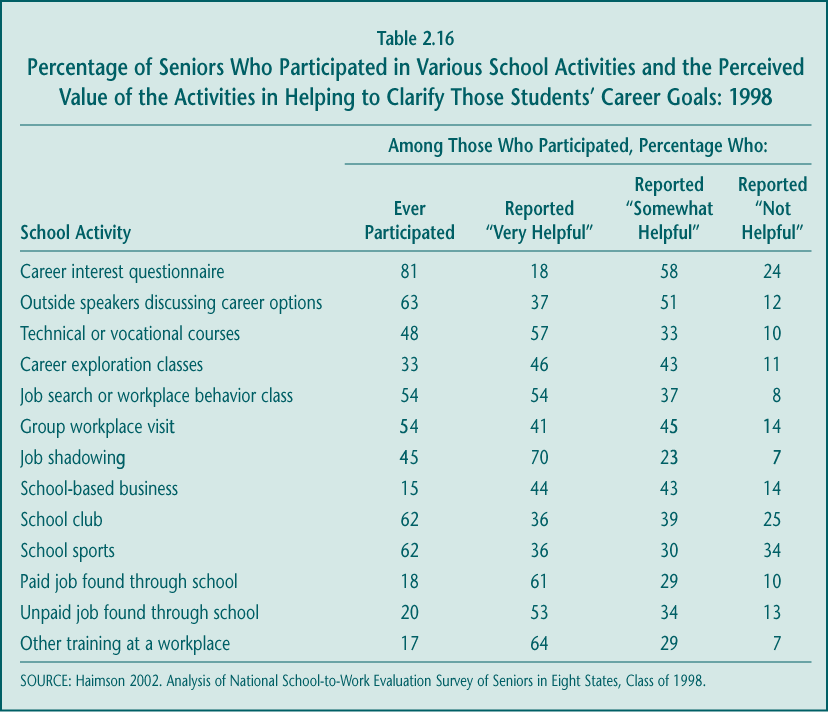 Table 2.16
Percentage of Seniors Who Participated in Various School Activities and the Perceived
Value of the Activities in Helping to Clarify Those Students’ Career Goals: 1998
Among Those Who Participated, Percentage Who:
School Activity Ever Participated Reported “Very Helpful” Reported “Somewhat Helpful” Reported “Not Helpful”
Career interest questionnaire 81 18 58 24
Outside speakers discussing career options 63 37 51 12
Technical or vocational courses 48 57 33 10
Career exploration classes 33 46 43 11
Job search or workplace behavior class 54 54 37 8
Group workplace visit 54 41 45 14
Job shadowing 45 70 23 7
School-based business 15 44 43 14
School club 62 36 39 25
School sports 62 36 30 34
Paid job found through school 18 61 29 10
Unpaid job found through school 20 53 34 13
Other training at a workplace 17 64 29 7
SOURCE: Haimson 2002. Analysis of National School-to-Work Evaluation Survey of Seniors in Eight States, Class of 1998.